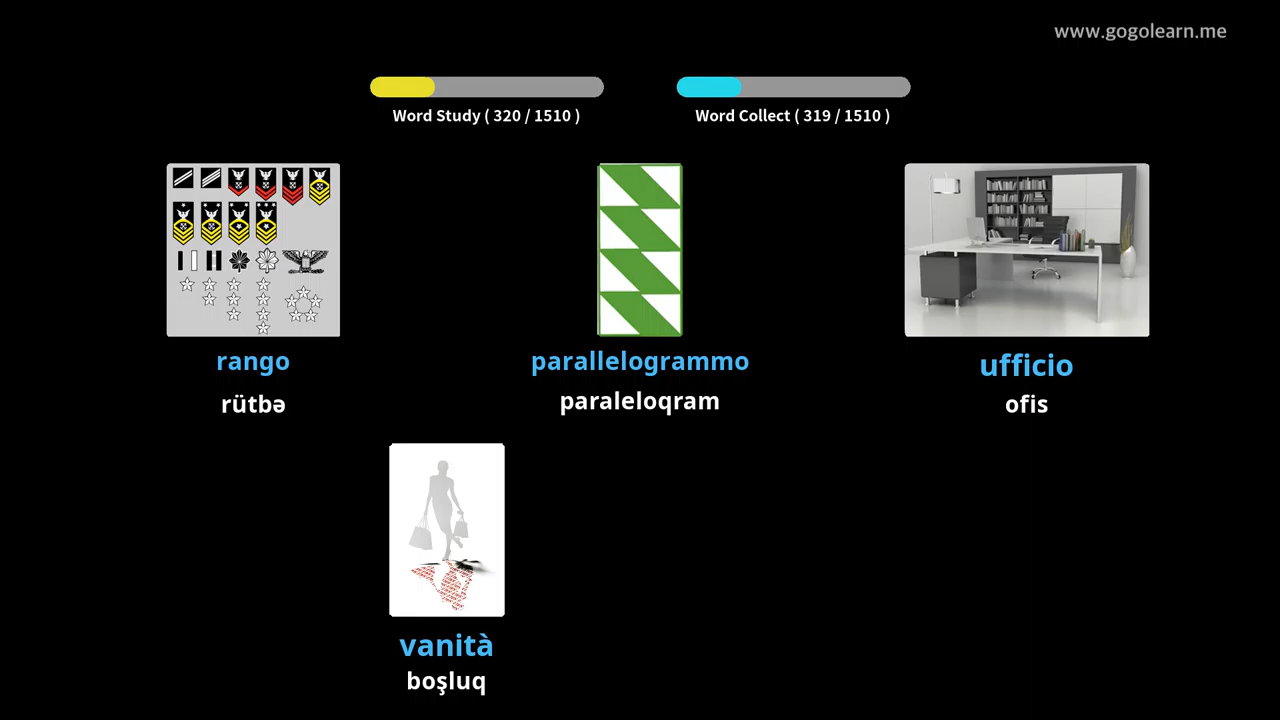 www.gogolearn.me
Word Study ( 320 / 1510 )
Word Collect ( 319 / 1510 )
rango
parallelogrammo
ufficio
rütbə
paraleloqram
ofis
vanità
boşluq